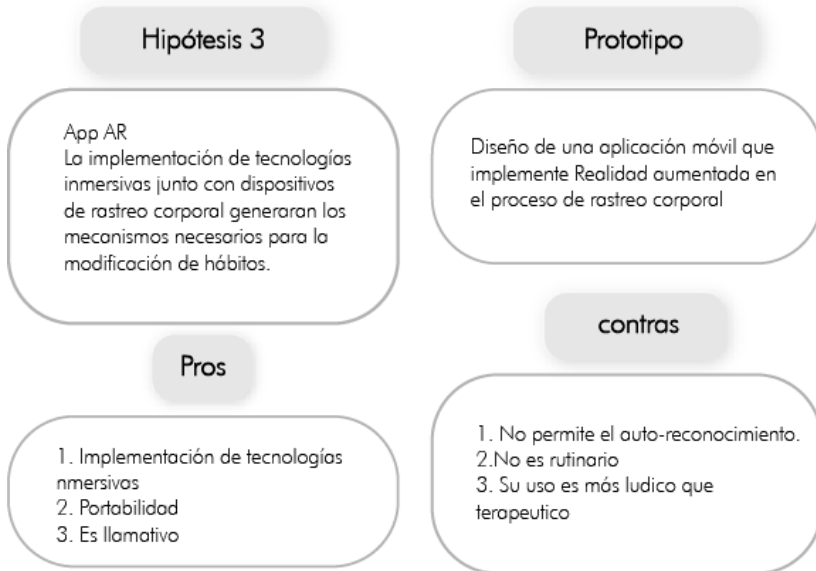 Hipótesis 3
App AR
La implementación de tecnologías
inmersivas junto con dispositivos
de rastreo corporal generaran los
mecanismos necesarios para la
modificación de hábitos.
Prototipo
Diseño de una aplicación móvil que
implemente Realidad aumentada en
el proceso de rastreo corporal
Pros
1. Implementación de tecnologías
nmersivas
2. Portabilidad
3. Es llamativo
contras
1. No permite el auto-reconocimiento.
2.No es rutinario
3. Su uso es más ludico que
terapeutico